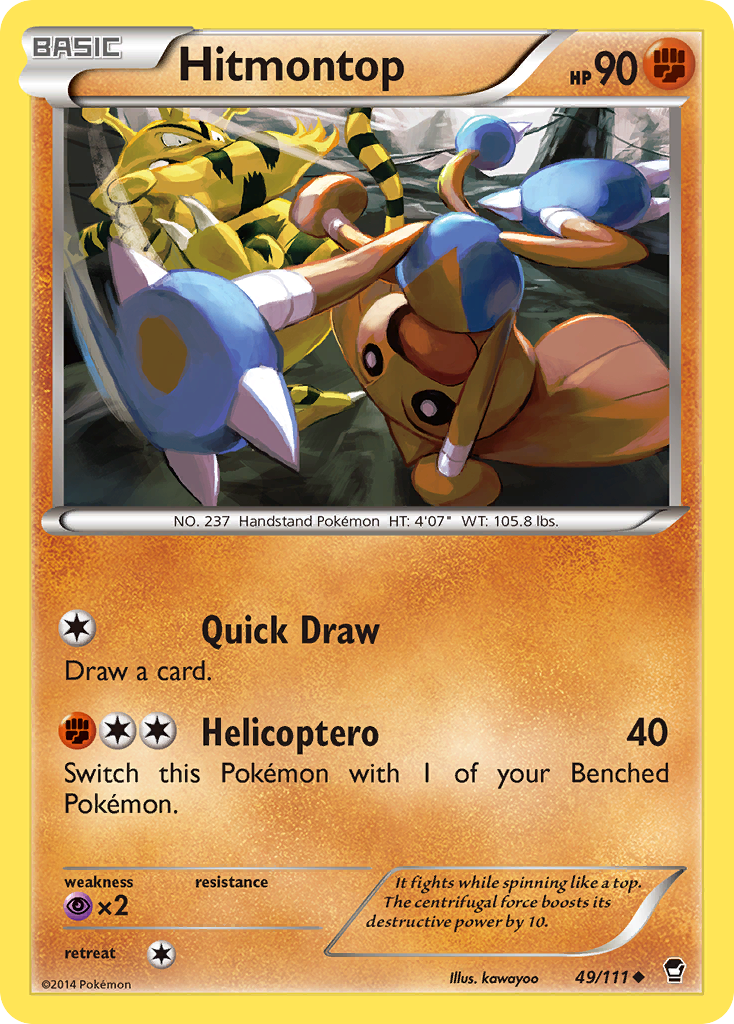 BASIC
Hitmontop
HP 90
NO. 237 Handstand Pokémon HT: 4'07" WT: 105.8 lbs.
Quick Draw
Draw a card.
Helicoptero 40
Switch this Pokémon with 1 of your Benched
Pokémon.
weakness resistance
×2
It fights while spinning like a top.
The centrifugal force boosts its
destructive power by 10.
retreat
©2014 Pokémon
Illus. kawayoo 49/111